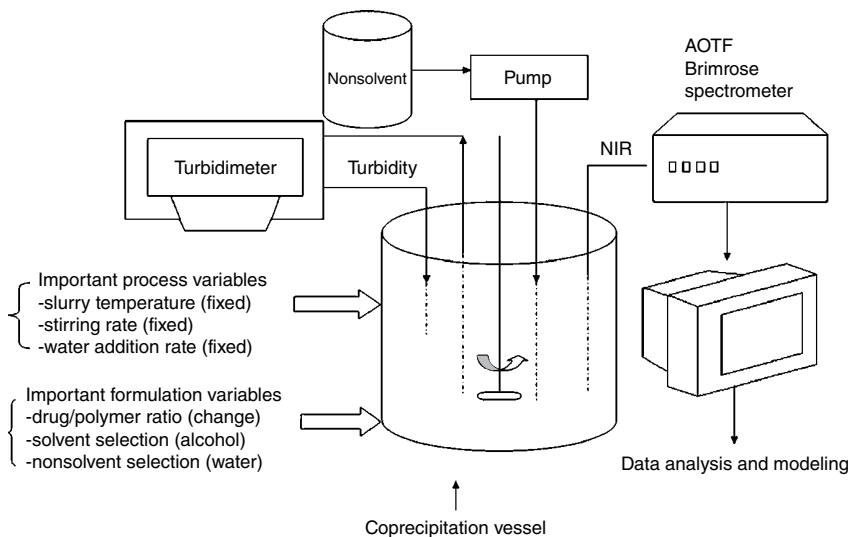 AOTF
Brimrose
spectrometer
Nonsolvent
Pump
NIR
Turbidimeter
Turbidity
Important process variables
-slurry temperature (fixed)
-stirring rate (fixed)
-water addition rate (fixed)
Important formulation variables
-drug/polymer ratio (change)
-solvent selection (alcohol)
-nonsolvent selection (water)
Data analysis and modeling
Coprecipitation vessel